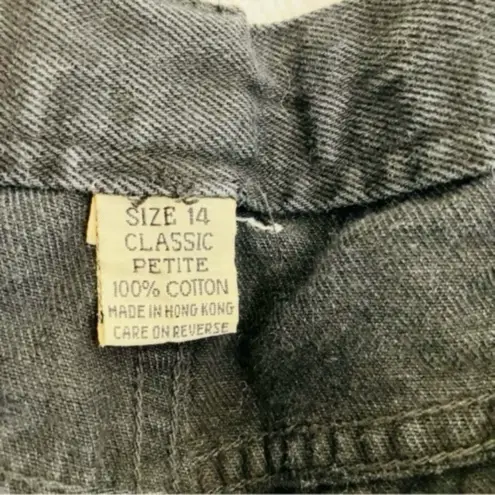 SIZE 14
CLASSIC
PETITE
100% COTTON
MADE IN HONG KONG
CARE ON REVERSE